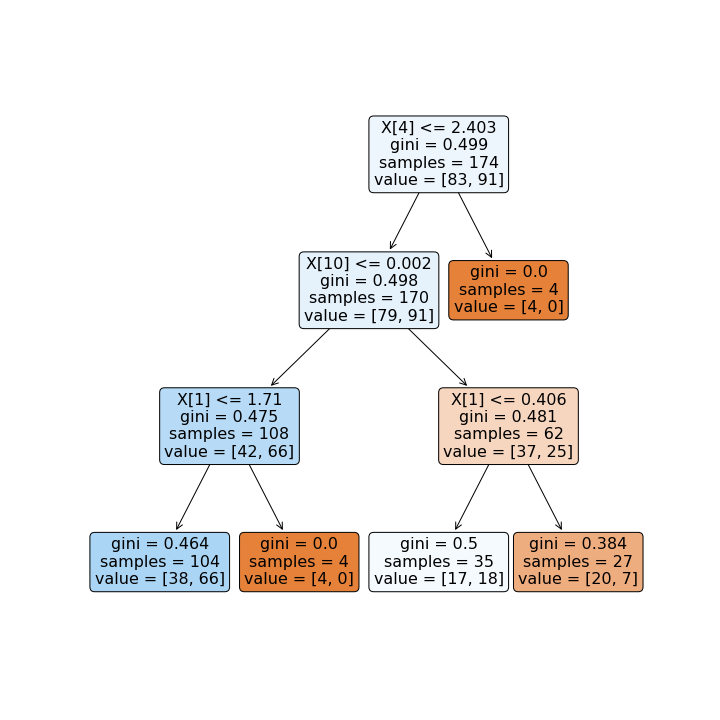 X[4] <= 2.403
gini = 0.499
samples = 174
value = [83, 91]
X[10] <= 0.002
gini = 0.498
samples = 170
value = [79, 91]
gini = 0.0
samples = 4
value = [4, 0]
X[1] <= 1.71
gini = 0.475
samples = 108
value = [42, 66]
X[1] <= 0.406
gini = 0.481
samples = 62
value = [37, 25]
gini = 0.464
samples = 104
value = [38, 66]
gini = 0.0
samples = 4
value = [4, 0]
gini = 0.5
samples = 35
value = [17, 18]
gini = 0.384
samples = 27
value = [20, 7]